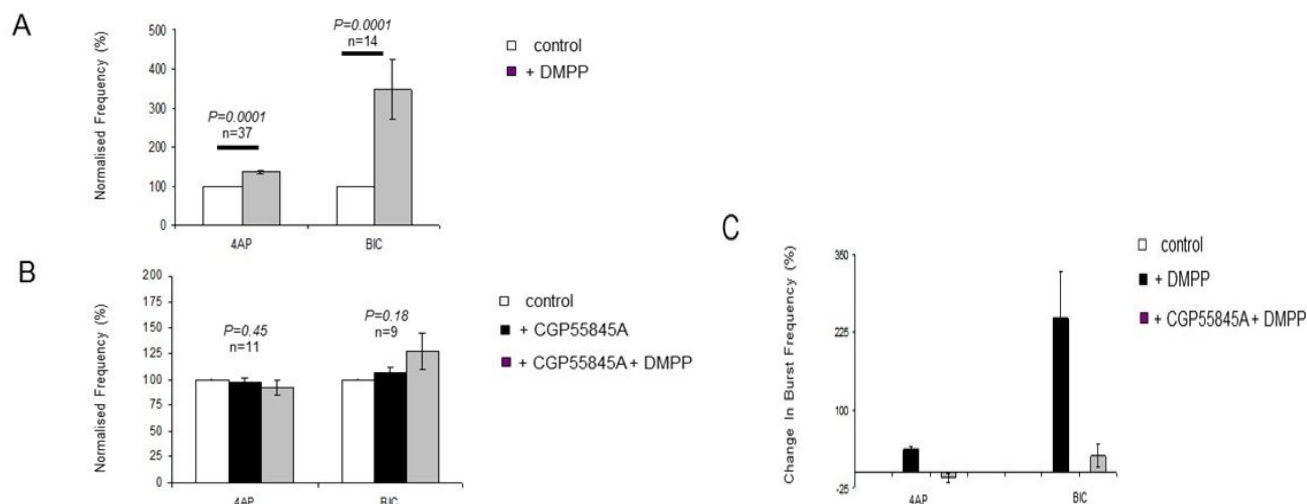 A
Normalised Frequency (%)
500
400
300
200
100
0
P=0.0001
n=37
P=0.0001
n=14
4AP
BIC
control
+ DMPP
B
Normalised Frequency (%)
200
175
150
125
100
75
50
25
0
P=0.45
n=11
P=0.18
n=9
4AP
BIC
control
+ CGP55845A
+ CGP55845A + DMPP
C
Change In Burst Frequency (%)
350
225
100
-25
4AP
BIC
control
+ DMPP
+ CGP55845A + DMPP